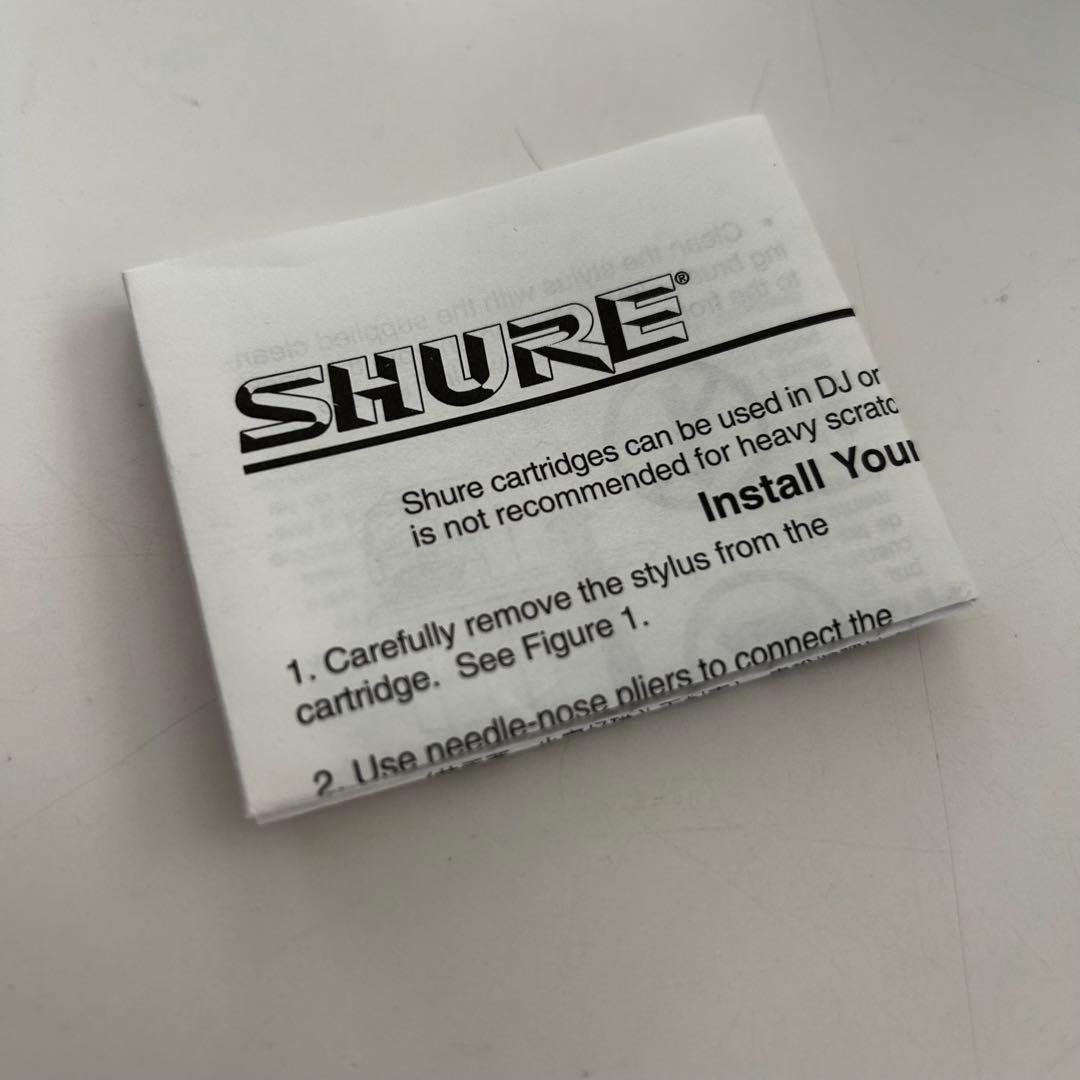 SHURE®
Shure cartridges can be used in DJ or
is not recommended for heavy scratc
Install Your
1. Carefully remove the stylus from the
cartridge. See Figure 1.
2. Use needle-nose pliers to connect the